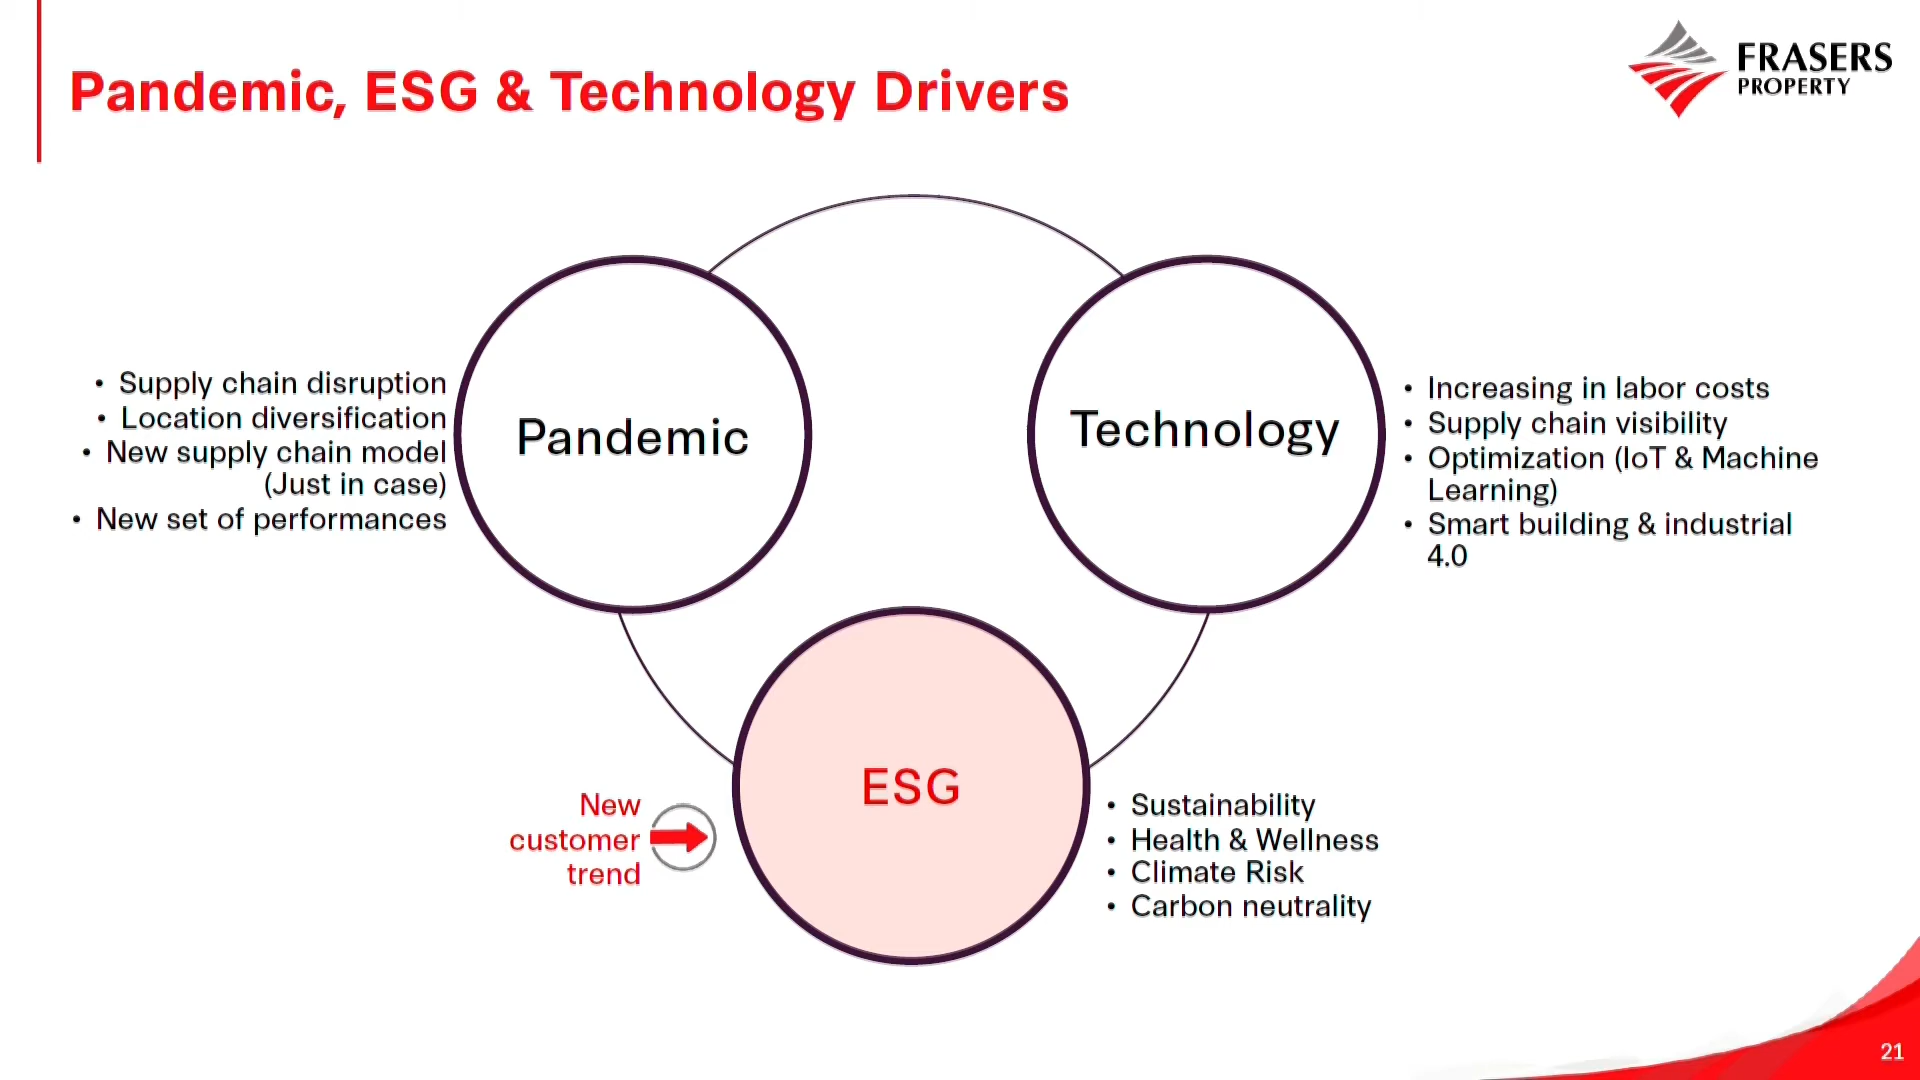 Pandemic, ESG & Technology Drivers
FRASERS
PROPERTY
• Supply chain disruption
• Location diversification
• New supply chain model
(Just in case)
• New set of performances
Pandemic
Technology
• Increasing in labor costs
• Supply chain visibility
• Optimization (IoT & Machine
Learning)
• Smart building & industrial
4.0
New
customer
trend
ESG
• Sustainability
• Health & Wellness
• Climate Risk
• Carbon neutrality
21